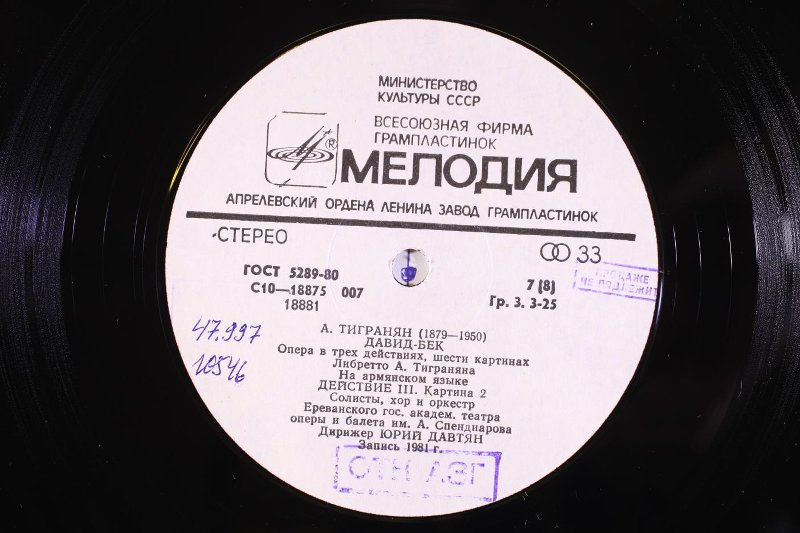 МИНИСТЕРСТВО
КУЛЬТУРЫ СССР
ВСЕСОЮЗНАЯ ФИРМА
ГРАМПЛАСТИНОК
®
МЕЛОДИЯ
АПРЕЛЕВСКИЙ ОРДЕНА ЛЕНИНА ЗАВОД ГРАМПЛАСТИНОК
СТЕРЕО
33
ГОСТ 5289-80
7 (8)
С10—18875 007
18881
Гр. 3. 3-25
ПРОДАЖЕ
НЕ ПОДЛЕЖИТ
47.997
10546
А. ТИГРАНЯН (1879—1950)
ДАВИД-БЕК
Опера в трех действиях, шести картинах
Либретто А. Тиграняна
На армянском языке
ДЕЙСТВИЕ III. Картина 2
Солисты, хор и оркестр
Ереванского гос. академ. театра
оперы и балета им. А. Спендиарова
Дирижер ЮРИЙ ДАВТЯН
Запись 1981 г.